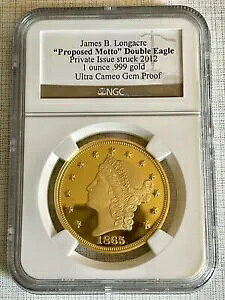 James B. Longacre
"Proposed Motto" Double Eagle
Private Issue struck 2012
1 ounce .999 gold
Ultra Cameo Gem Proof
NGC
1865